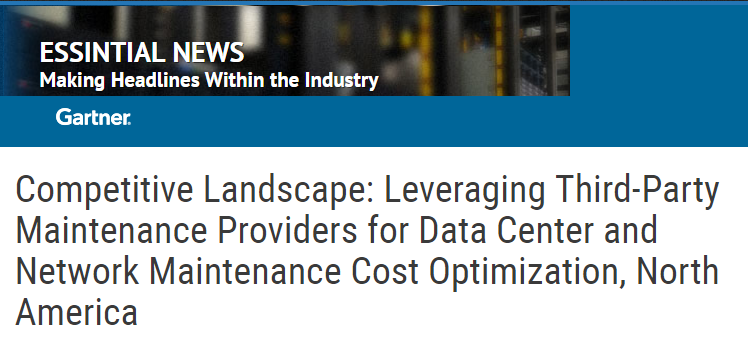 ESSINTIAL NEWS
Making Headlines Within the Industry
Gartner.
Competitive Landscape: Leveraging Third-Party
Maintenance Providers for Data Center and
Network Maintenance Cost Optimization, North
America